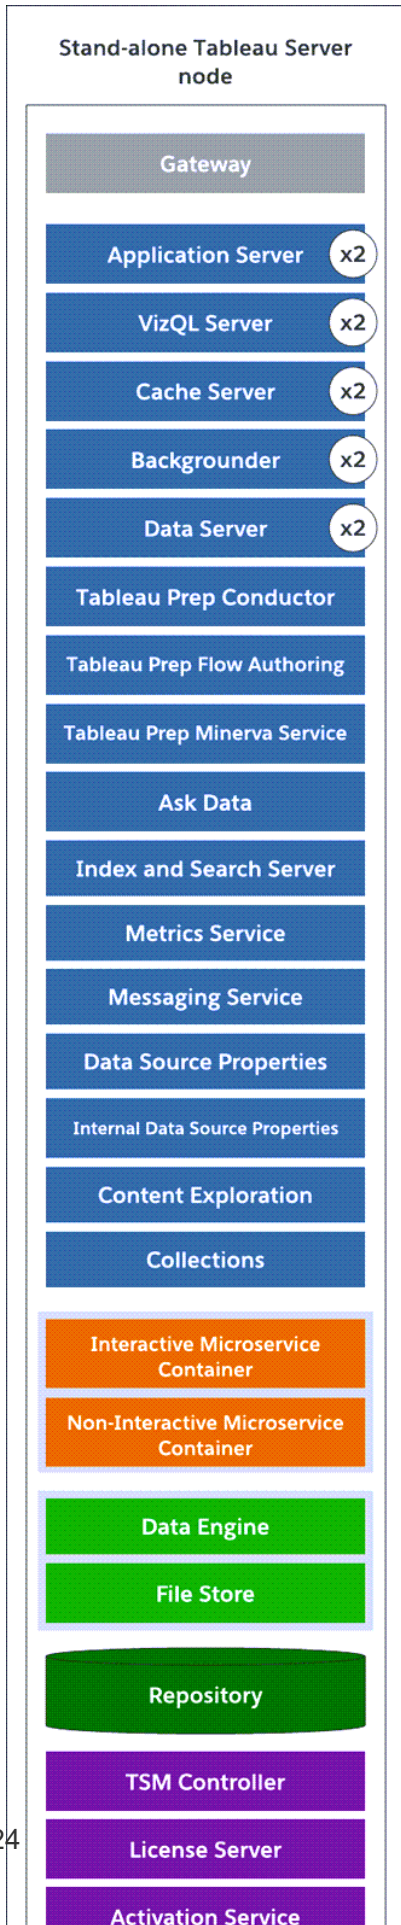 Stand-alone Tableau Server
node
Gateway
Application Server x2
VizQL Server x2
Cache Server x2
Backgrounder x2
Data Server x2
Tableau Prep Conductor
Tableau Prep Flow Authoring
Tableau Prep Minerva Service
Ask Data
Index and Search Server
Metrics Service
Messaging Service
Data Source Properties
Internal Data Source Properties
Content Exploration
Collections
Interactive Microservice
Container
Non-Interactive Microservice
Container
Data Engine
File Store
Repository
TSM Controller
24
License Server
Activation Service